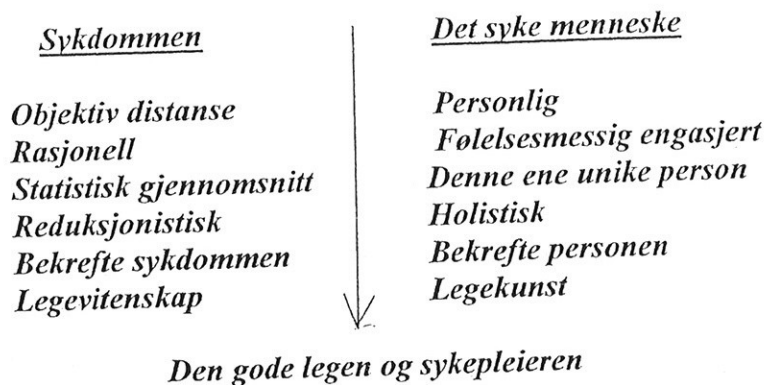 Sykdommen
Objektiv distanse
Rasjonell
Statistisk gjennomsnitt
Reduksjonistisk
Bekrefte sykdommen
Legevitenskap
Det syke menneske
Personlig
Følelsesmessig engasjert
Denne ene unike person
Holistisk
Bekrefte personen
Legekunst
Den gode legen og sykepleieren